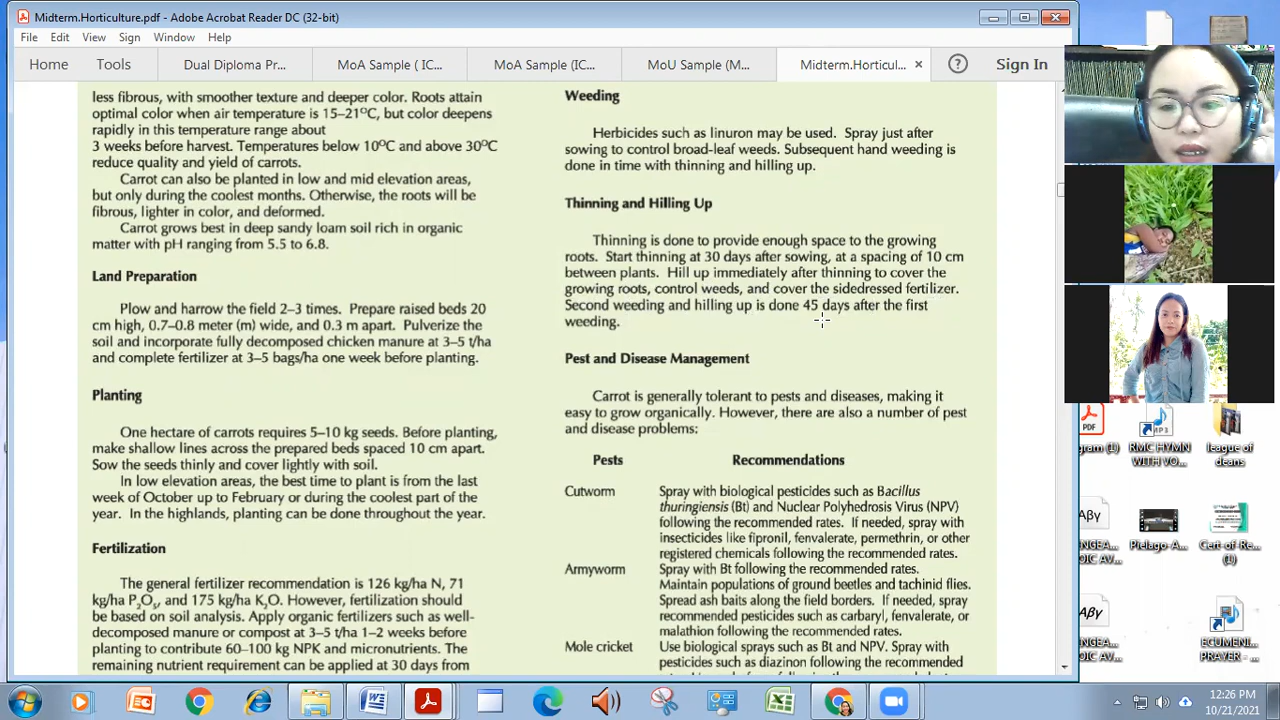 Midterm.Horticulture.pdf - Adobe Acrobat Reader DC (32-bit)
File Edit View Sign Window Help
Home Tools Dual Diploma Pr... MoA Sample ( IC... MoA Sample (IC... MoU Sample (M... Midterm.Horticul... × ? Sign In
less fibrous, with smoother texture and deeper color. Roots attain
optimal color when air temperature is 15–21°C, but color deepens
rapidly in this temperature range about
3 weeks before harvest. Temperatures below 10°C and above 30°C
reduce quality and yield of carrots.
Carrot can also be planted in low and mid elevation areas,
but only during the coolest months. Otherwise, the roots will be
fibrous, lighter in color, and deformed.
Carrot grows best in deep sandy loam soil rich in organic
matter with pH ranging from 5.5 to 6.8.
Land Preparation
Plow and harrow the field 2–3 times. Prepare raised beds 20
cm high, 0.7–0.8 meter (m) wide, and 0.3 m apart. Pulverize the
soil and incorporate fully decomposed chicken manure at 3–5 t/ha
and complete fertilizer at 3–5 bags/ha one week before planting.
Planting
One hectare of carrots requires 5–10 kg seeds. Before planting,
make shallow lines across the prepared beds spaced 10 cm apart.
Sow the seeds thinly and cover lightly with soil.
In low elevation areas, the best time to plant is from the last
week of October up to February or during the coolest part of the
year. In the highlands, planting can be done throughout the year.
Fertilization
The general fertilizer recommendation is 126 kg/ha N, 71
kg/ha P₂O₅, and 175 kg/ha K₂O. However, fertilization should
be based on soil analysis. Apply organic fertilizers such as well-
decomposed manure or compost at 3–5 t/ha 1–2 weeks before
planting to contribute 60–100 kg NPK and micronutrients. The
remaining nutrient requirement can be applied at 30 days from
Weeding
Herbicides such as linuron may be used. Spray just after
sowing to control broad-leaf weeds. Subsequent hand weeding is
done in time with thinning and hilling up.
Thinning and Hilling Up
Thinning is done to provide enough space to the growing
roots. Start thinning at 30 days after sowing, at a spacing of 10 cm
between plants. Hill up immediately after thinning to cover the
growing roots, control weeds, and cover the sidedressed fertilizer.
Second weeding and hilling up is done 45 days after the first
weeding.
Pest and Disease Management
Carrot is generally tolerant to pests and diseases, making it
easy to grow organically. However, there are also a number of pest
and disease problems:
Pests Recommendations
Cutworm Spray with biological pesticides such as Bacillus
thuringiensis (Bt) and Nuclear Polyhedrosis Virus (NPV)
following the recommended rates. If needed, spray with
insecticides like fipronil, fenvalerate, permethrin, or other
registered chemicals following the recommended rates.
Armyworm Spray with Bt following the recommended rates.
Maintain populations of ground beetles and tachinid flies.
Spread ash baits along the field borders. If needed, spray
recommended pesticides such as carbaryl, fenvalerate, or
malathion following the recommended rates.
Mole cricket Use biological sprays such as Bt and NPV. Spray with
pesticides such as diazinon following the recommended
PDF
MP3
gram (1) RMC HYMN
WITH VO... league of
deans
Αβγ
ENGEA...
DIC AV... Pielago-A... Cert-of-Re...
(1)
Αβγ
ENGEA...
DIC AV... ECUMENI...
PRAYER -...
12:26 PM
10/21/2021